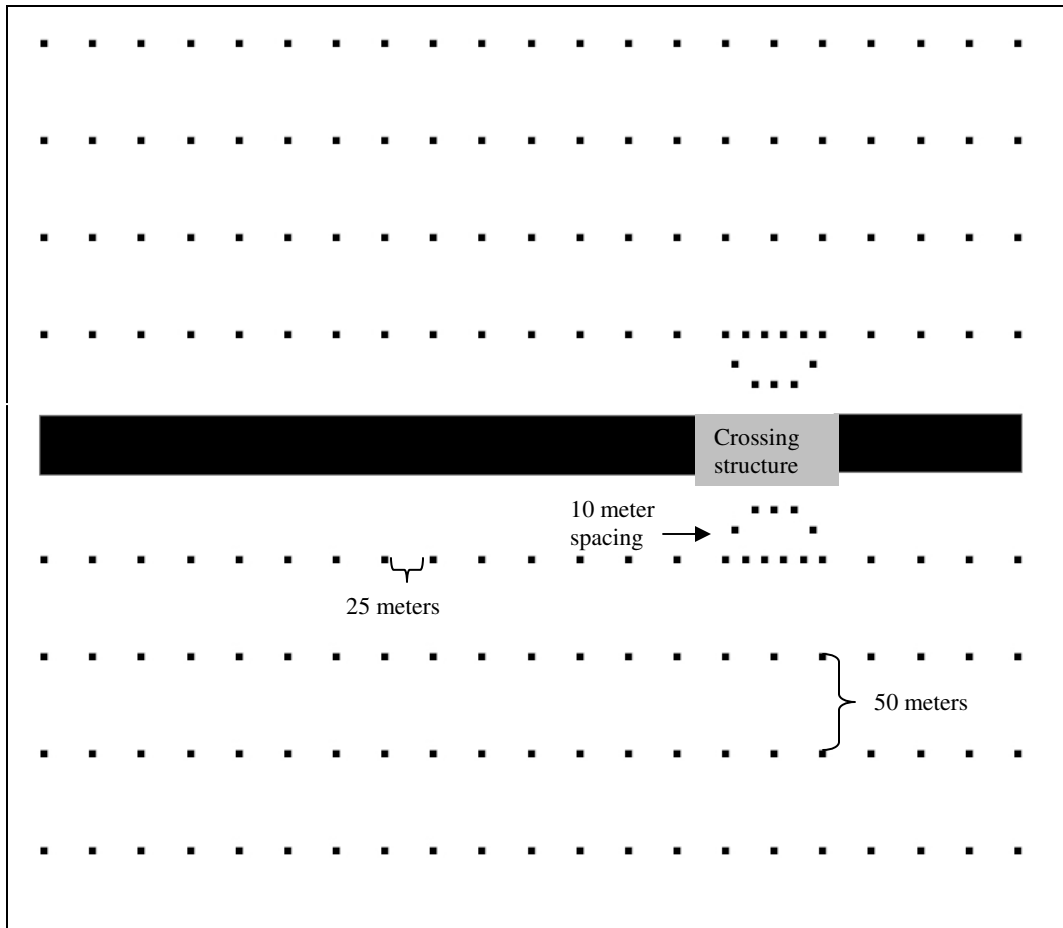 Crossing
structure
10 meter
spacing
25 meters
50 meters